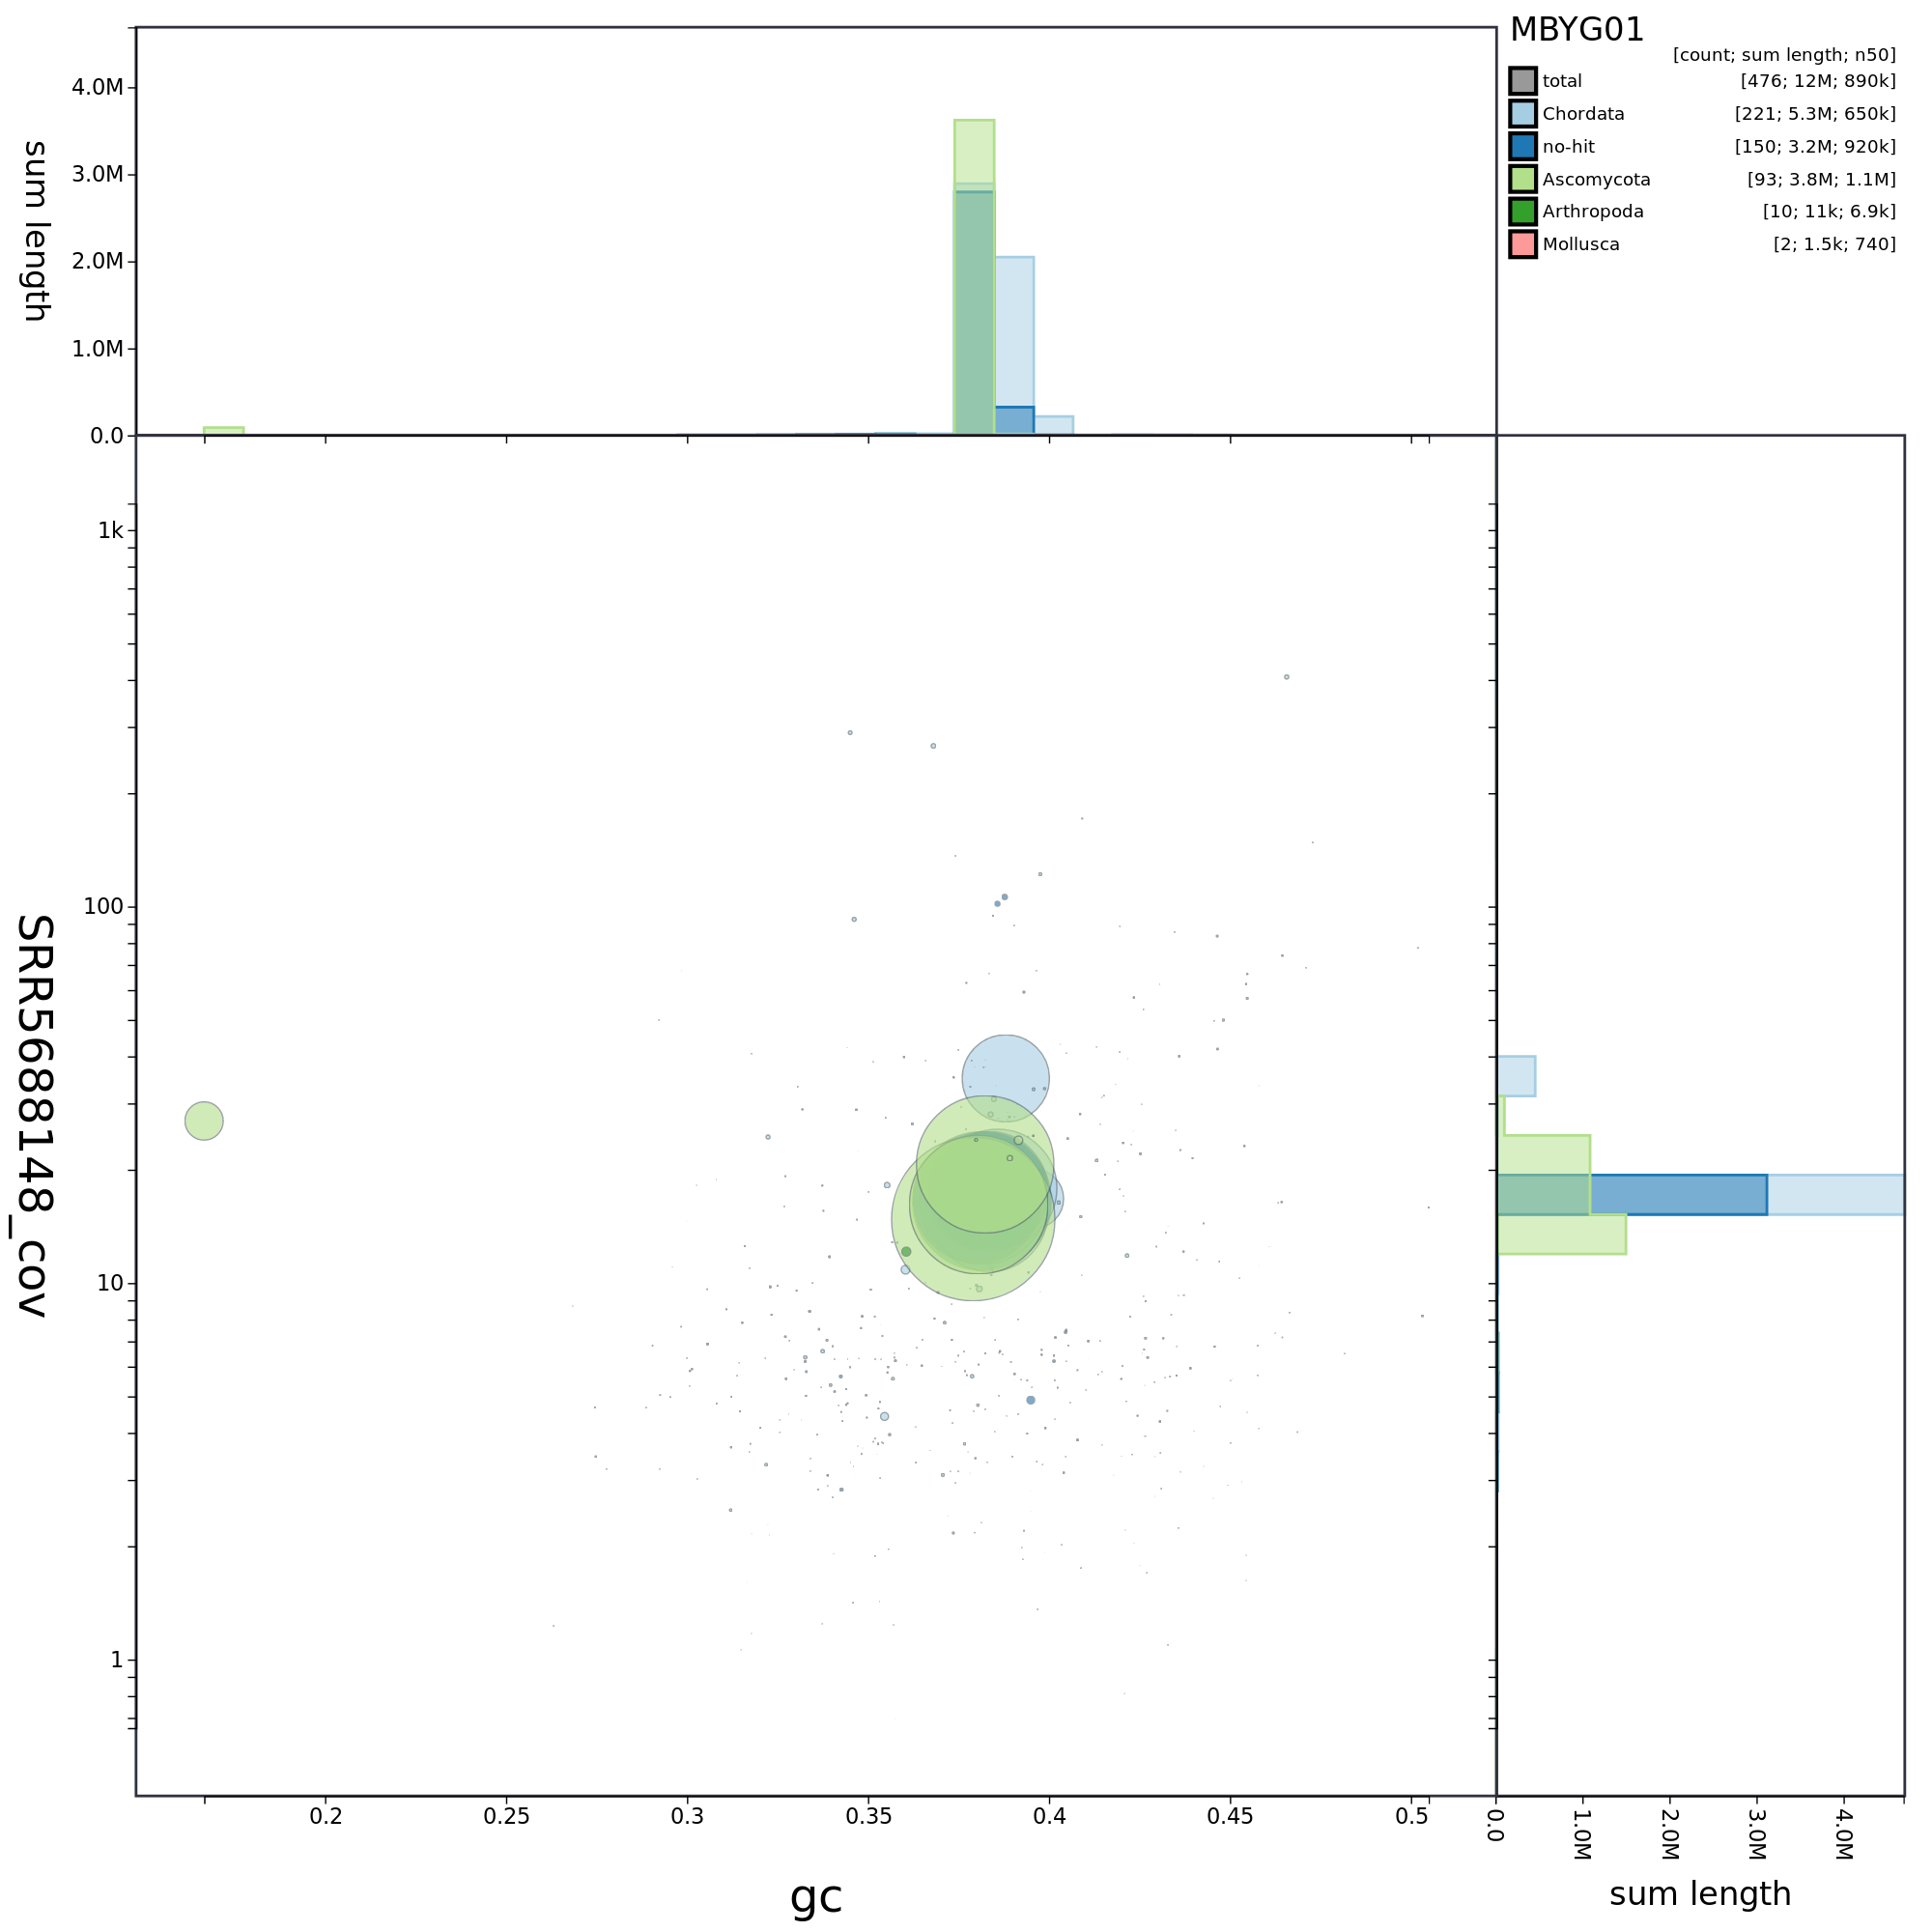 MBYG01
[count; sum length; n50]
total [476; 12M; 890k]
Chordata [221; 5.3M; 650k]
no-hit [150; 3.2M; 920k]
Ascomycota [93; 3.8M; 1.1M]
Arthropoda [10; 11k; 6.9k]
Mollusca [2; 1.5k; 740]
sum length
4.0M
3.0M
2.0M
1.0M
0.0
SRR5688148_cov
1k
100
10
1
0.2 0.25 0.3 0.35 0.4 0.45 0.5
gc
0.0 1.0M 2.0M 3.0M 4.0M
sum length